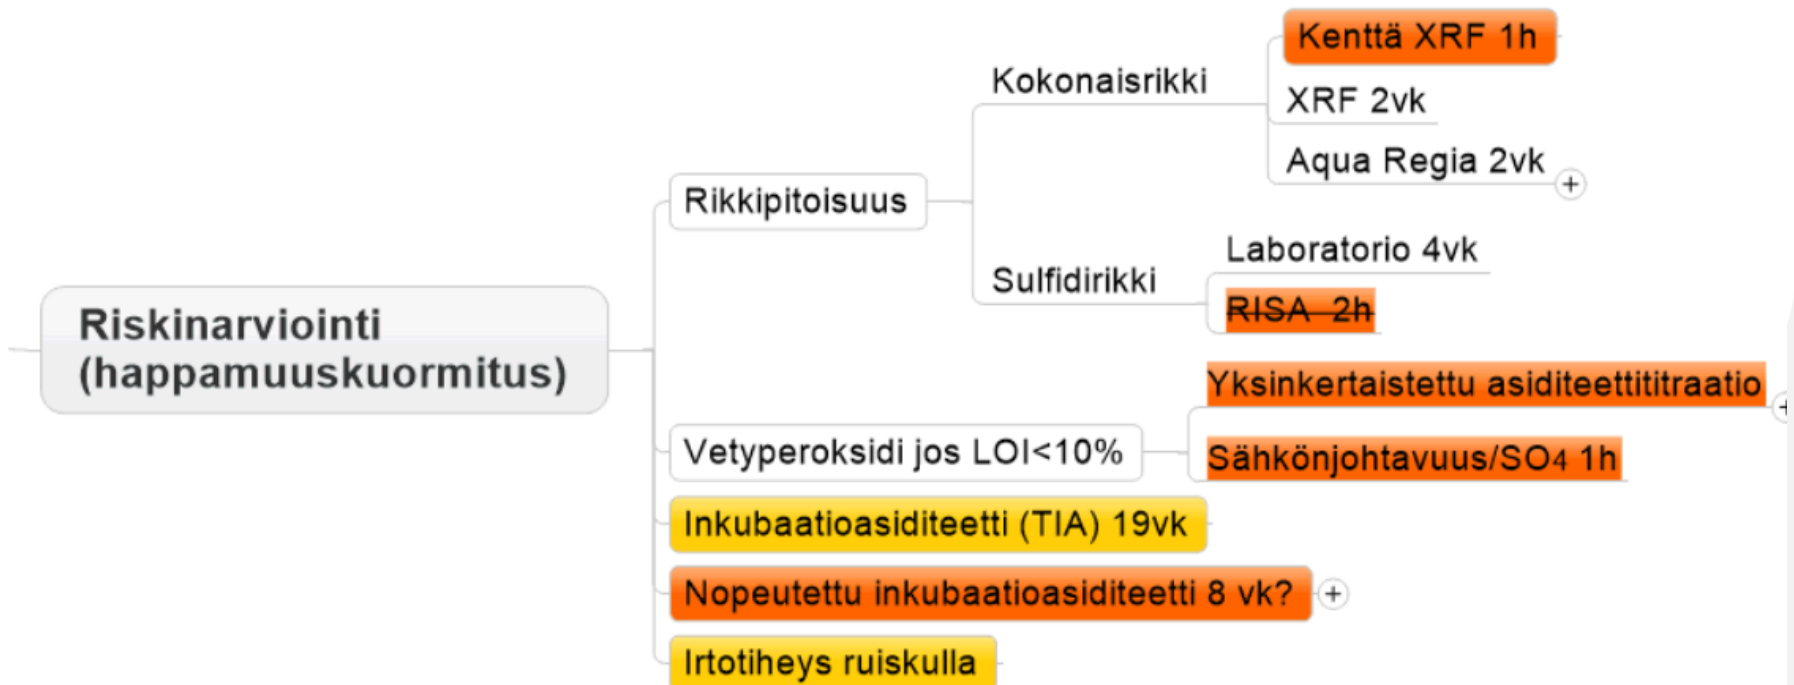 Kenttä XRF 1h
Kokonaisrikki
XRF 2vk
Aqua Regia 2vk
Rikkipitoisuus
Laboratorio 4vk
Sulfidirikki
RISA 2h
Riskinarviointi
(happamuuskuormitus)
Yksinkertaistettu asiditeettititraatio
Vetyperoksidi jos LOI<10%
Sähkönjohtavuus/SO4 1h
Inkubaatioasiditeetti (TIA) 19vk
Nopeutettu inkubaatioasiditeetti 8 vk?
Irtotiheys ruiskulla